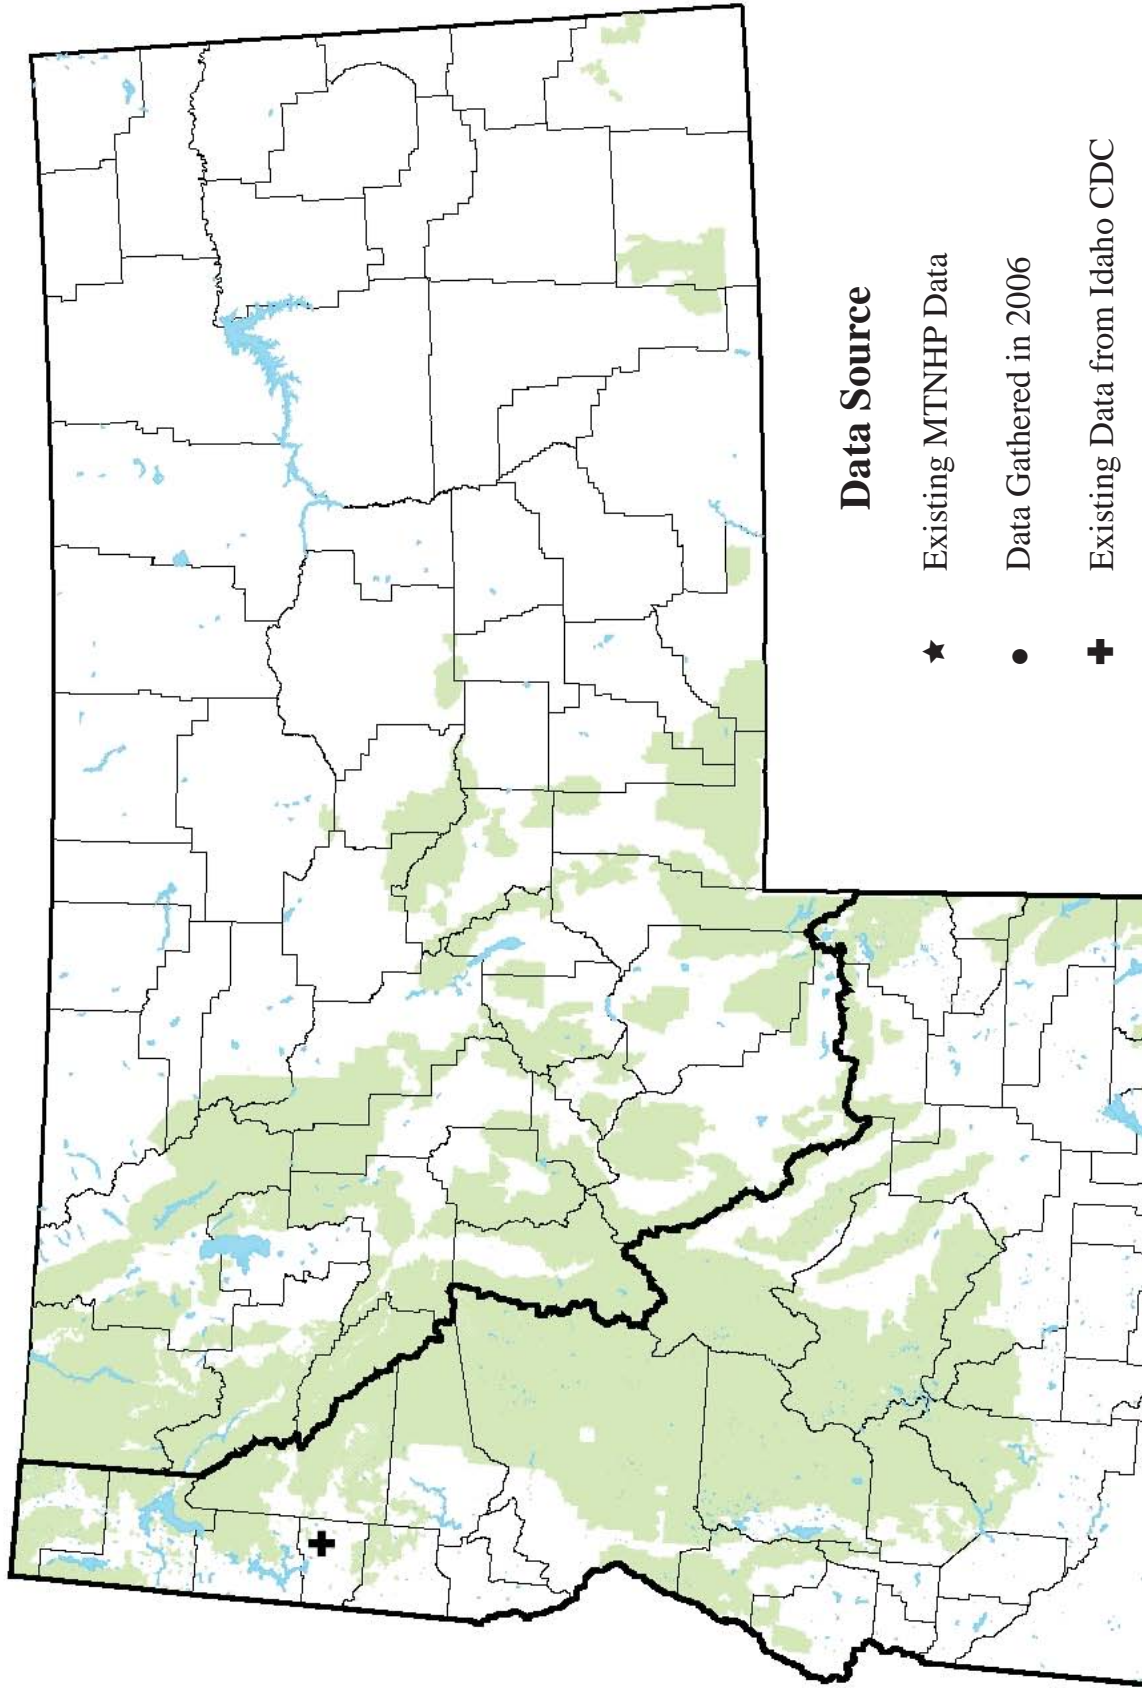 Data Source
Existing MTNHP Data
Data Gathered in 2006
Existing Data from Idaho CDC